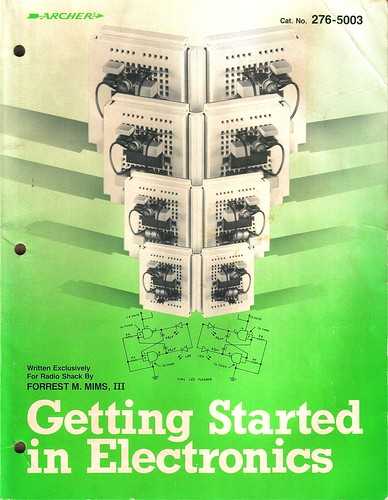 ARCHER
Cat. No. 276-5003
Written Exclusively
For Radio Shack By
FORREST M. MIMS, III
Getting Started
in Electronics